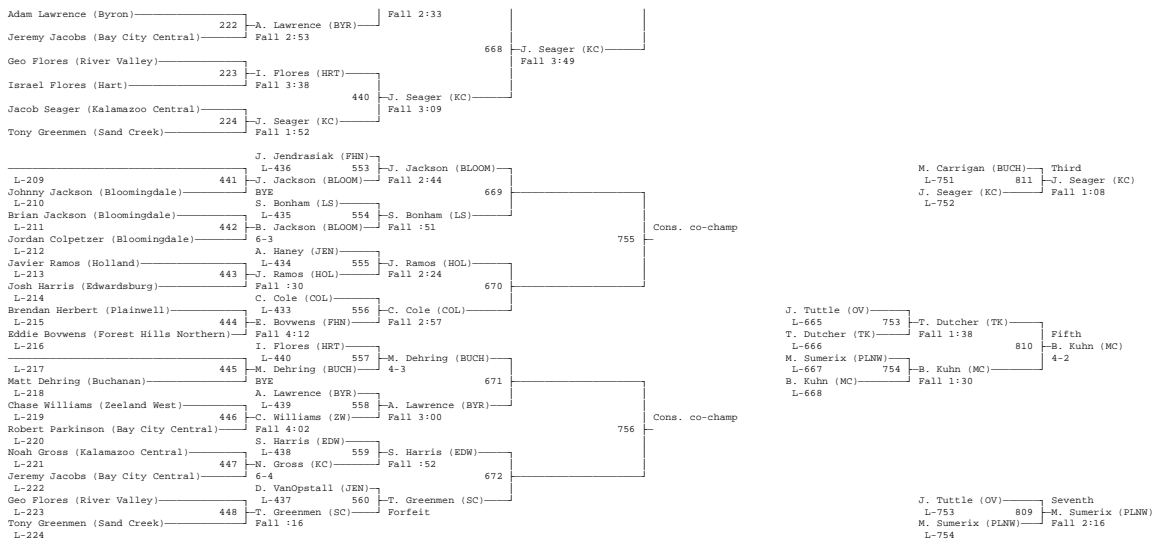 Adam Lawrence (Byron) Fall 2:33
222 A. Lawrence (BYR)
Jeremy Jacobs (Bay City Central) Fall 2:53
668 J. Seager (KC)
Geo Flores (River Valley) Fall 3:49
223 I. Flores (HRT)
Israel Flores (Hart) Fall 3:38
440 J. Seager (KC)
Jacob Seager (Kalamazoo Central) Fall 3:09
224 J. Seager (KC)
Tony Greenmen (Sand Creek) Fall 1:52
J. Jendrasiak (FHN)
L-436 553 J. Jackson (BLOOM) M. Carrigan (BUCH) Third
L-209 441 J. Jackson (BLOOM) Fall 2:44 L-751 811 J. Seager (KC)
Johnny Jackson (Bloomingdale) BYE 669 J. Seager (KC) Fall 1:08
L-210 S. Bonham (LS) L-752
Brian Jackson (Bloomingdale) L-435 554 S. Bonham (LS)
L-211 442 B. Jackson (BLOOM) Fall :51 Cons. co-champ
Jordan Colpetzer (Bloomingdale) 6-3 755
L-212 A. Haney (JEN)
Javier Ramos (Holland) L-434 555 J. Ramos (HOL)
L-213 443 J. Ramos (HOL) Fall 2:24
Josh Harris (Edwardsburg) Fall :30 670
L-214 C. Cole (COL)
Brendan Herbert (Plainwell) L-433 556 C. Cole (COL) J. Tuttle (OV)
L-215 444 E. Bovwens (FHN) Fall 2:57 L-665 753 T. Dutcher (TK)
Eddie Bovwens (Forest Hills Northern) Fall 4:12 T. Dutcher (TK) Fall 1:38 Fifth
L-216 I. Flores (HRT) L-666 810 B. Kuhn (MC)
L-440 557 M. Dehring (BUCH) M. Sumerix (PLNW) 4-2
L-217 445 M. Dehring (BUCH) 4-3 L-667 754 B. Kuhn (MC)
Matt Dehring (Buchanan) BYE 671 B. Kuhn (MC) Fall 1:30
L-218 A. Lawrence (BYR) L-668
Chase Williams (Zeeland West) L-439 558 A. Lawrence (BYR)
L-219 446 C. Williams (ZW) Fall 3:00 Cons. co-champ
Robert Parkinson (Bay City Central) Fall 4:02 756
L-220 S. Harris (EDW)
Noah Gross (Kalamazoo Central) L-438 559 S. Harris (EDW)
L-221 447 N. Gross (KC) Fall :52
Jeremy Jacobs (Bay City Central) 6-4 672
L-222 D. VanOpstall (JEN)
Geo Flores (River Valley) L-437 560 T. Greenmen (SC) J. Tuttle (OV) Seventh
L-223 448 T. Greenmen (SC) Forfeit L-753 809 M. Sumerix (PLNW)
Tony Greenmen (Sand Creek) Fall :16 M. Sumerix (PLNW) Fall 2:16
L-224 L-754